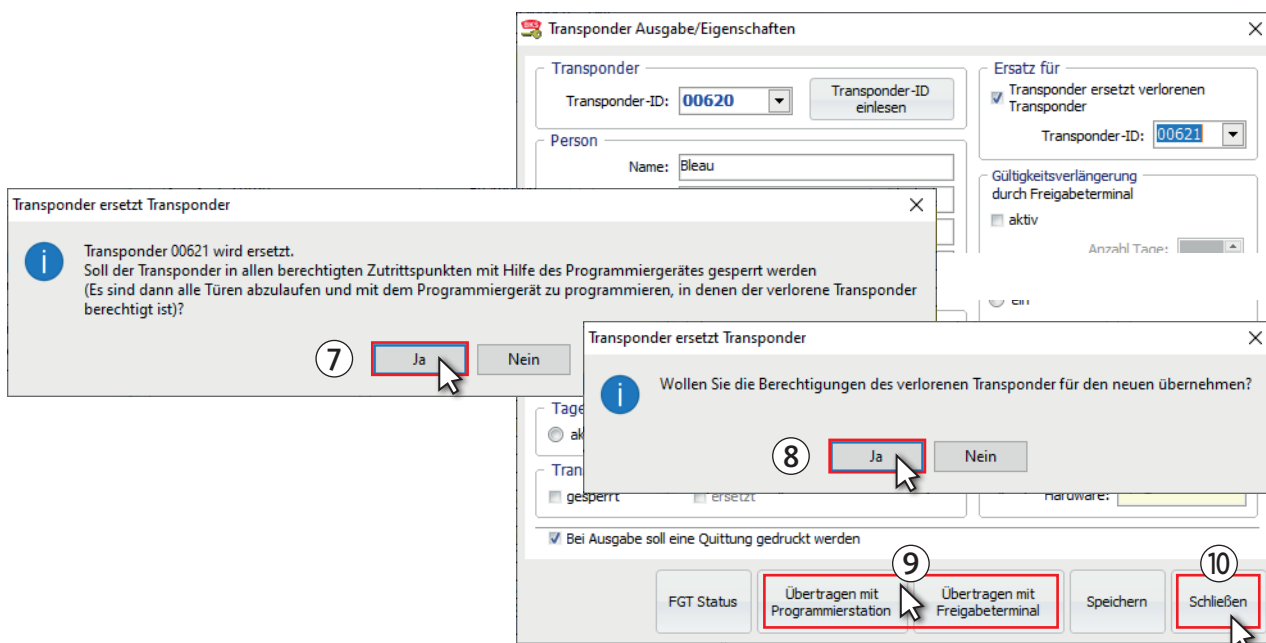 BKS
Transponder Ausgabe/Eigenschaften
Transponder
Transponder-ID: 00620
Transponder-ID
einlesen
Person
Name: Bleau
Ersatz für
Transponder ersetzt verlorenen
Transponder
Transponder-ID: 00621
Gültigkeitsverlängerung
durch Freigabeterminal
aktiv
Anzahl Tage:
ein
Transponder ersetzt Transponder
Transponder 00621 wird ersetzt.
Soll der Transponder in allen berechtigten Zutrittspunkten mit Hilfe des Programmiergerätes gesperrt werden
(Es sind dann alle Türen abzulaufen und mit dem Programmiergerät zu programmieren, in denen der verlorene Transponder
berechtigt ist)?
7 Ja Nein
Transponder ersetzt Transponder
Wollen Sie die Berechtigungen des verlorenen Transponder für den neuen übernehmen?
8 Ja Nein
Tage
ak
Tran
gesperrt ersetzt
Hardware:
Bei Ausgabe soll eine Quittung gedruckt werden
9 10
FGT Status
Übertragen mit
Programmierstation
Übertragen mit
Freigabeterminal
Speichern
Schließen